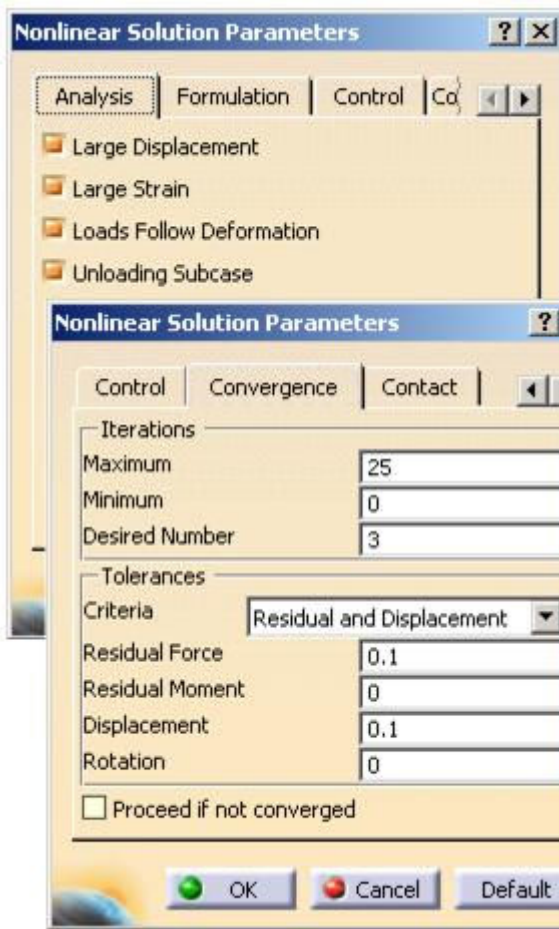 Nonlinear Solution Parameters
Analysis Formulation Control
Large Displacement
Large Strain
Loads Follow Deformation
Unloading Subcase
Nonlinear Solution Parameters
Control Convergence Contact
Iterations
Maximum 25
Minimum 0
Desired Number 3
Tolerances
Criteria Residual and Displacement
Residual Force 0.1
Residual Moment 0
Displacement 0.1
Rotation 0
Proceed if not converged
OK Cancel Default